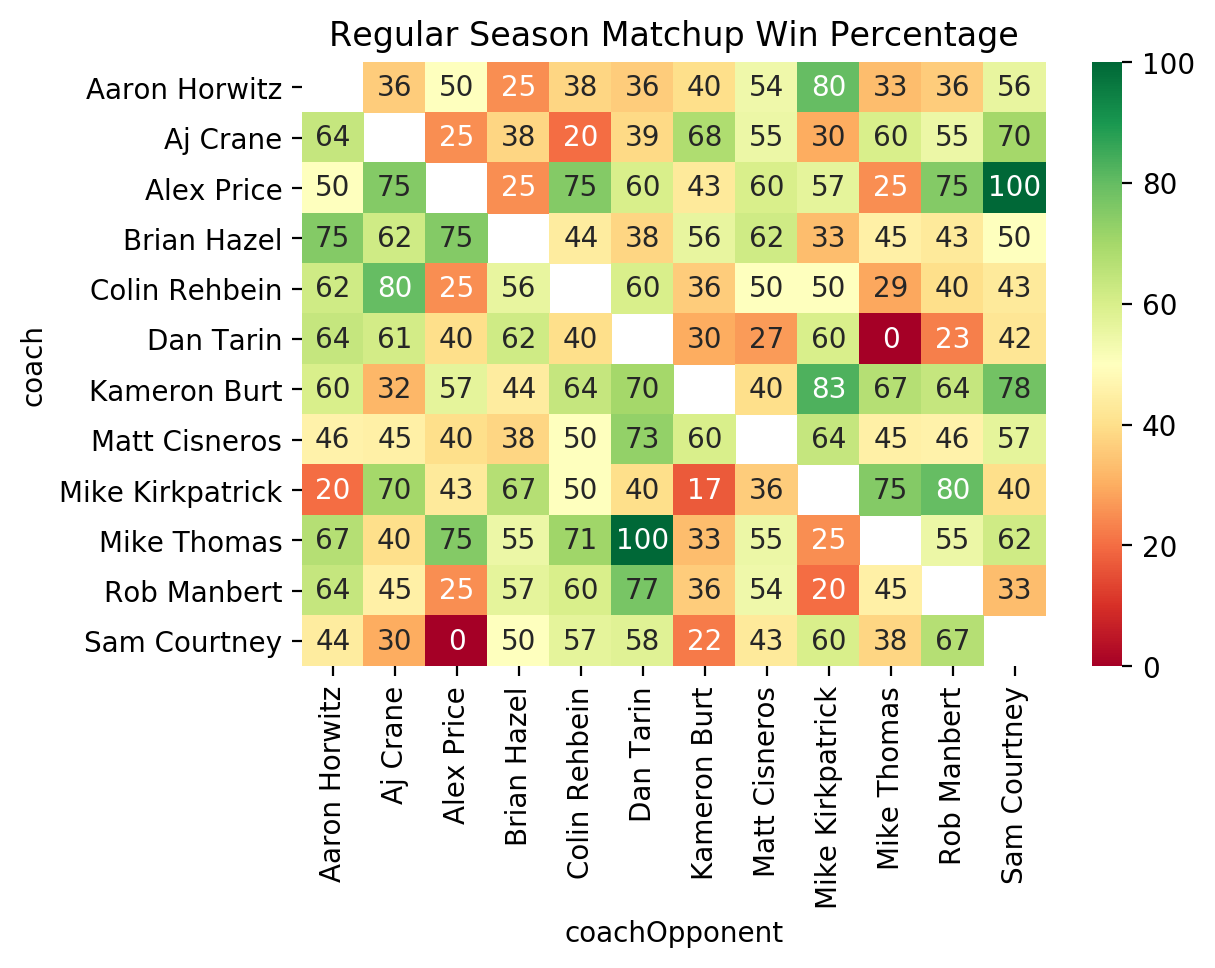 Regular Season Matchup Win Percentage
Aaron Horwitz 36 50 25 38 36 40 54 80 33 36 56
Aj Crane 64 25 38 20 39 68 55 30 60 55 70
Alex Price 50 75 25 75 60 43 60 57 25 75 100
Brian Hazel 75 62 75 44 38 56 62 33 45 43 50
Colin Rehbein 62 80 25 56 60 36 50 50 29 40 43
Dan Tarin 64 61 40 62 40 30 27 60 0 23 42
Kameron Burt 60 32 57 44 64 70 40 83 67 64 78
Matt Cisneros 46 45 40 38 50 73 60 64 45 46 57
Mike Kirkpatrick 20 70 43 67 50 40 17 36 75 80 40
Mike Thomas 67 40 75 55 71 100 33 55 25 55 62
Rob Manbert 64 45 25 57 60 77 36 54 20 45 33
Sam Courtney 44 30 0 50 57 58 22 43 60 38 67
coach
Aaron Horwitz
Aj Crane
Alex Price
Brian Hazel
Colin Rehbein
Dan Tarin
Kameron Burt
Matt Cisneros
Mike Kirkpatrick
Mike Thomas
Rob Manbert
Sam Courtney
coachOpponent
100
80
60
40
20
0